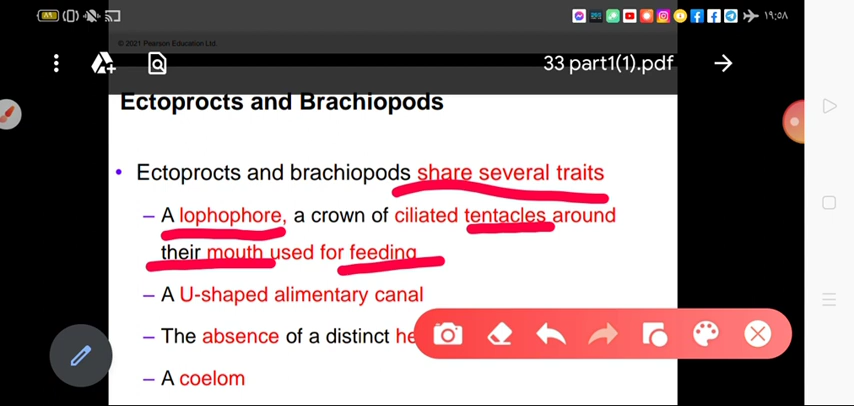 ١٩:٥٨
© 2021 Pearson Education Ltd.
33 part1(1).pdf
Ectoprocts and Brachiopods
• Ectoprocts and brachiopods share several traits
– A lophophore, a crown of ciliated tentacles around
their mouth used for feeding
– A U-shaped alimentary canal
– The absence of a distinct he
– A coelom